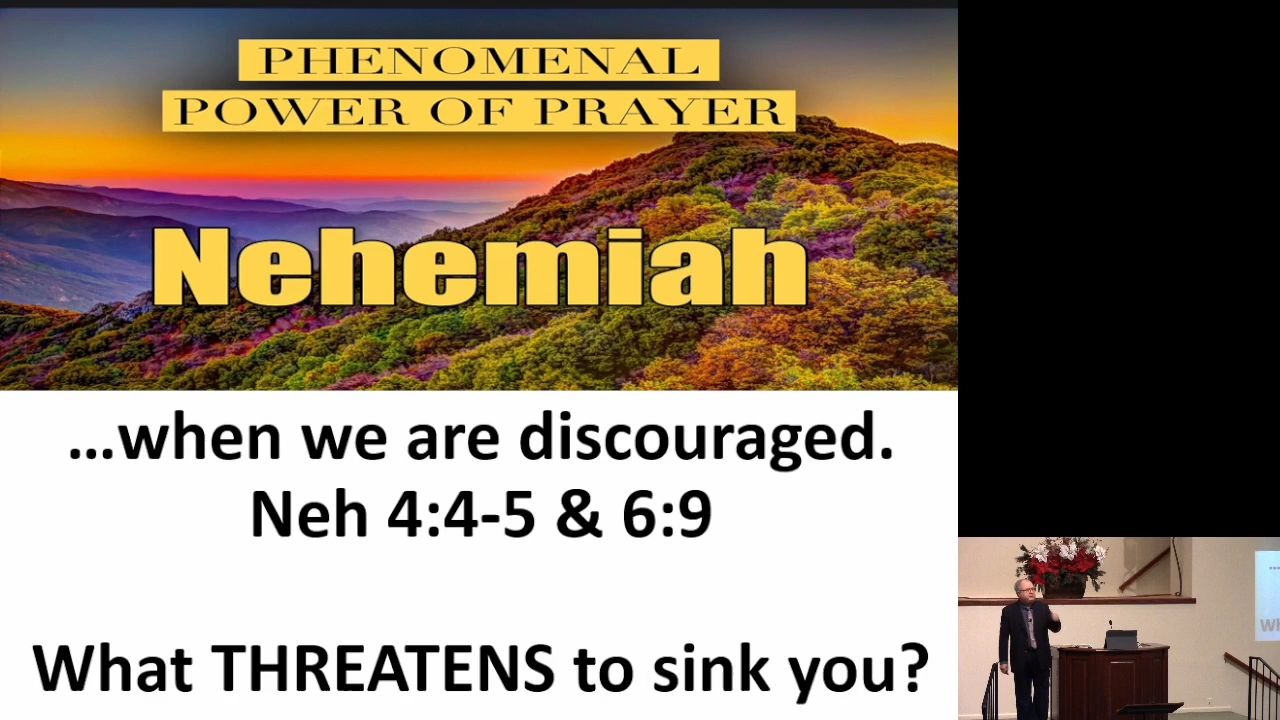 PHENOMENAL
POWER OF PRAYER
Nehemiah
...when we are discouraged.
Neh 4:4-5 & 6:9
What THREATENS to sink you?